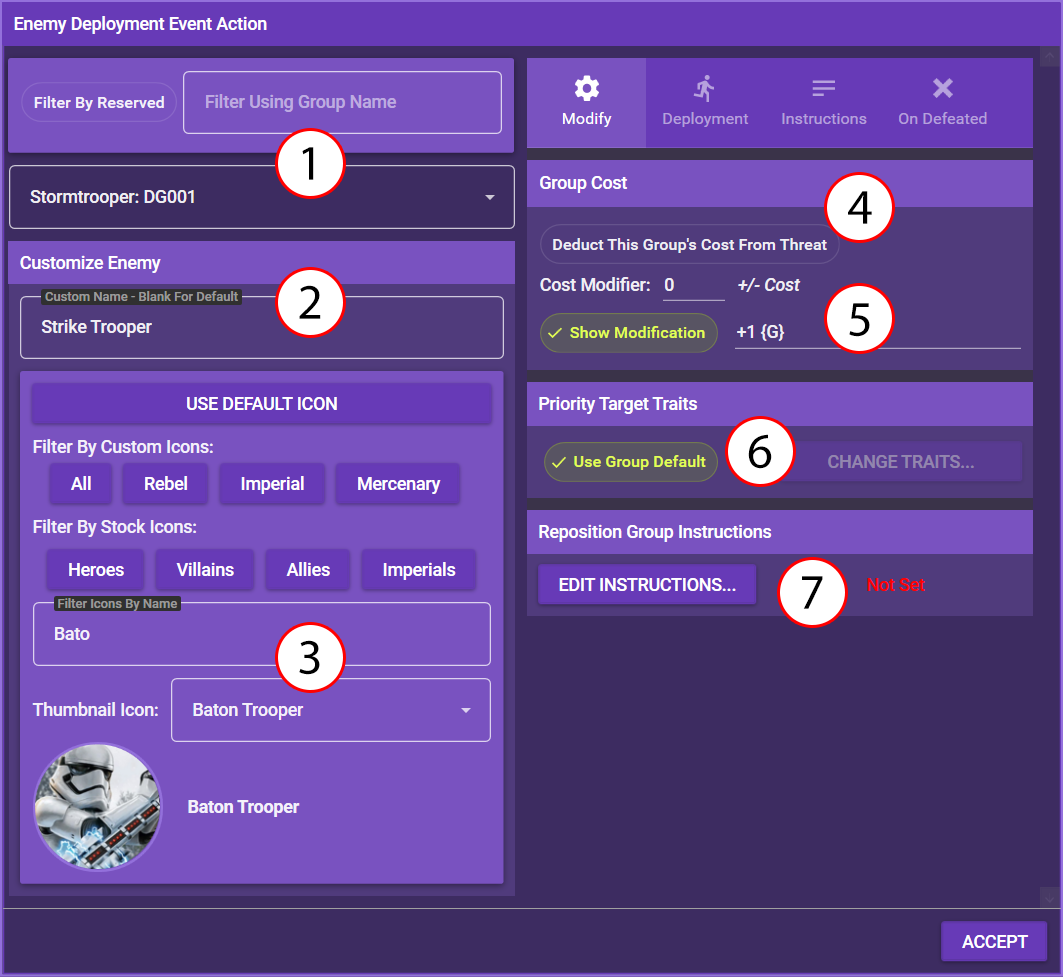 Enemy Deployment Event Action
Filter By Reserved
Filter Using Group Name
1
Stormtrooper: DG001
Customize Enemy
2
Custom Name - Blank For Default
Strike Trooper
USE DEFAULT ICON
Filter By Custom Icons:
All Rebel Imperial Mercenary
Filter By Stock Icons:
Heroes Villains Allies Imperials
Filter Icons By Name
Bato
3
Thumbnail Icon: Baton Trooper
Baton Trooper
Modify Deployment Instructions On Defeated
Group Cost
4
Deduct This Group's Cost From Threat
Cost Modifier: 0 +/- Cost
5
Show Modification +1 {G}
Priority Target Traits
6
Use Group Default CHANGE TRAITS...
Reposition Group Instructions
EDIT INSTRUCTIONS... 7 Not Set
ACCEPT